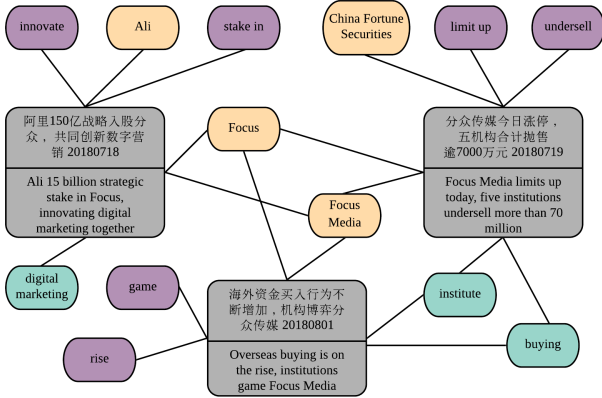 innovate
Ali
stake in
China Fortune
Securities
limit up
undersell
阿里150亿战略入股分
众，共同创新数字营
销 20180718
Ali 15 billion strategic
stake in Focus,
innovating digital
marketing together
Focus
分众传媒今日涨停，
五机构合计抛售
逾7000万元 20180719
Focus Media limits up
today, five institutions
undersell more than 70
million
Focus
Media
digital
marketing
game
rise
海外资金买入行为不
断增加，机构博弈分
众传媒 20180801
Overseas buying is on
the rise, institutions
game Focus Media
institute
buying